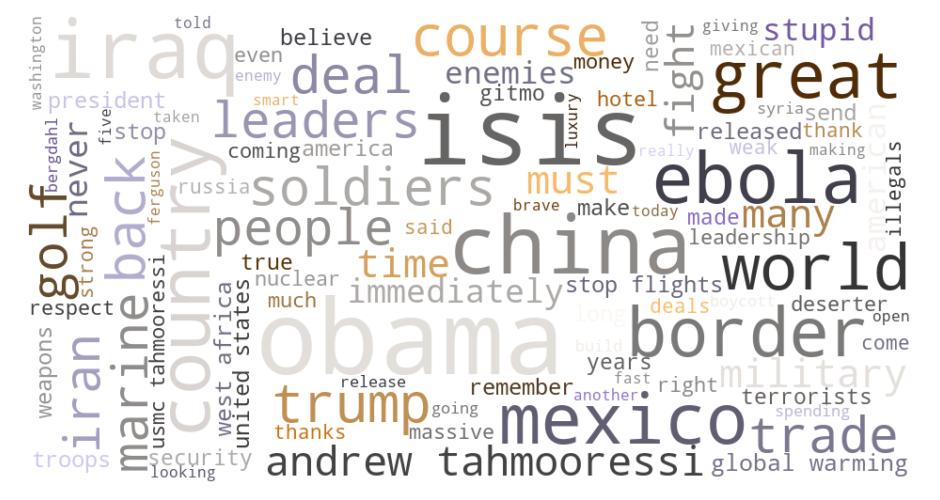 told
washington
iraq
even
believe
course
need
giving
stupid
mexican
deal
enemies
money
fight
great
enemy
gitmo
president
taken
smart
leaders
isis
luxury
hotel
syria
send
american
bergdahl
five
stop
released
thank
never
coming
america
really
weak
making
back
ferguson
country
russia
soldiers
must
ebola
illegals
golf
strong
people
said
brave
make
today
made
many
china
leadership
true
time
world
respect
marine
usmc tahmooressi
west africa
united states
nuclear
much
immediately
stop flights
deals
boycott
deserter
long
open
weapons
iran
obama
border
build
come
years
release
remember
fast
right
military
another
terrorists
trump
going
mexico
spending
thanks
massive
trade
troops
security
looking
andrew tahmooressi
global warming